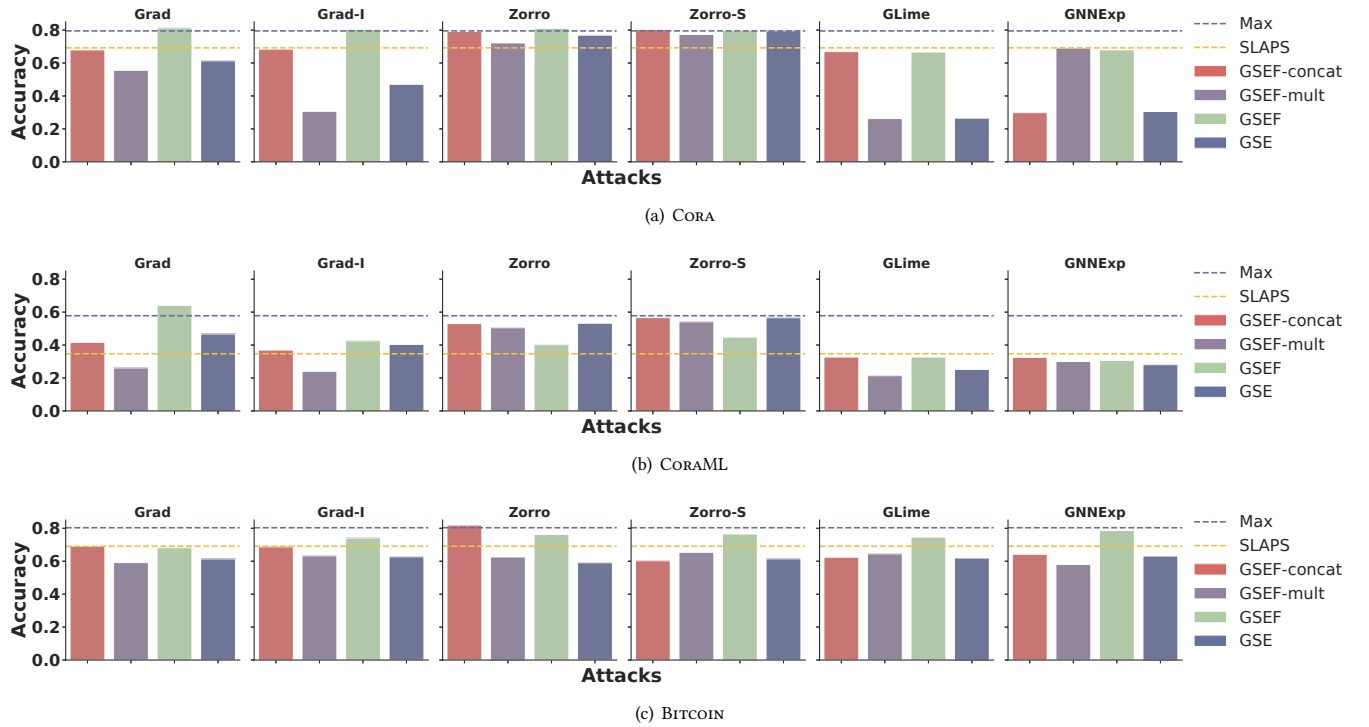 Grad Grad-I Zorro Zorro-S GLime GNNExp
Accuracy
0.8
0.6
0.4
0.2
0.0
Attacks
Max
SLAPS
GSEF-concat
GSEF-mult
GSEF
GSE
(a) Cora
Grad Grad-I Zorro Zorro-S GLime GNNExp
Accuracy
0.8
0.6
0.4
0.2
0.0
Attacks
Max
SLAPS
GSEF-concat
GSEF-mult
GSEF
GSE
(b) CoraML
Grad Grad-I Zorro Zorro-S GLime GNNExp
Accuracy
0.8
0.6
0.4
0.2
0.0
Attacks
Max
SLAPS
GSEF-concat
GSEF-mult
GSEF
GSE
(c) Bitcoin